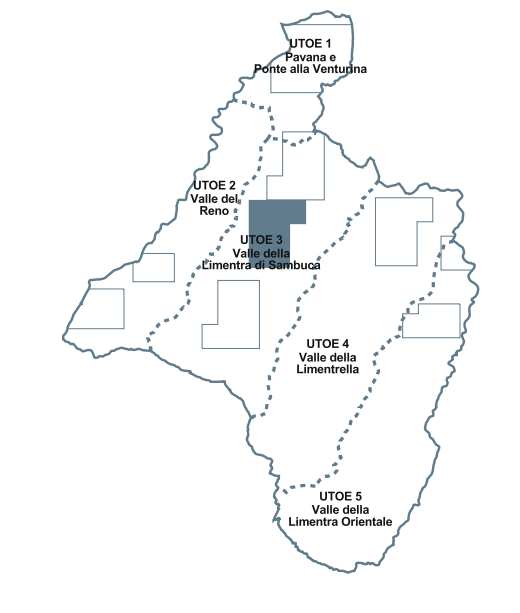 UTOE 1
Pavana e
Ponte alla Venturina
UTOE 2
Valle del
Reno
UTOE 3
Valle della
Limentra di Sambuca
UTOE 4
Valle della
Limentrella
UTOE 5
Valle della
Limentra Orientale